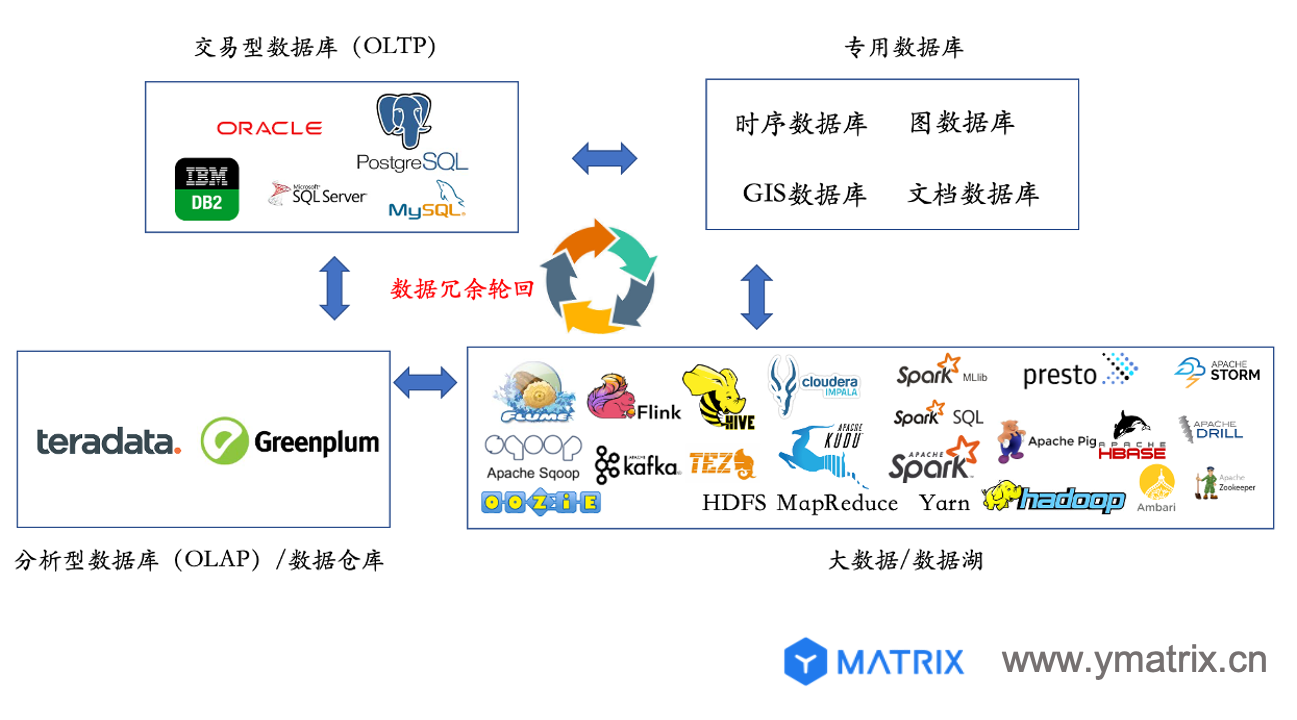 交易型数据库（OLTP）
专用数据库
ORACLE
PostgreSQL
IBM
DB2
Microsoft
SQL Server
MySQL
时序数据库 图数据库
GIS数据库 文档数据库
数据冗余轮回
teradata.
Greenplum
分析型数据库（OLAP）/数据仓库
FLUME
Flink
HIVE
cloudera
IMPALA
Spark MLlib
presto
APACHE
STORM
Spark SQL
sqoop
Apache Sqoop
APACHE
kafka
TEZ
APACHE
KUDU
APACHE
Spark
Apache Pig
APACHE
HBASE
APACHE
DRILL
OOZIE
HDFS MapReduce Yarn
hadoop
Ambari
Apache
Zookeeper
大数据/数据湖
MATRIX
www.ymatrix.cn